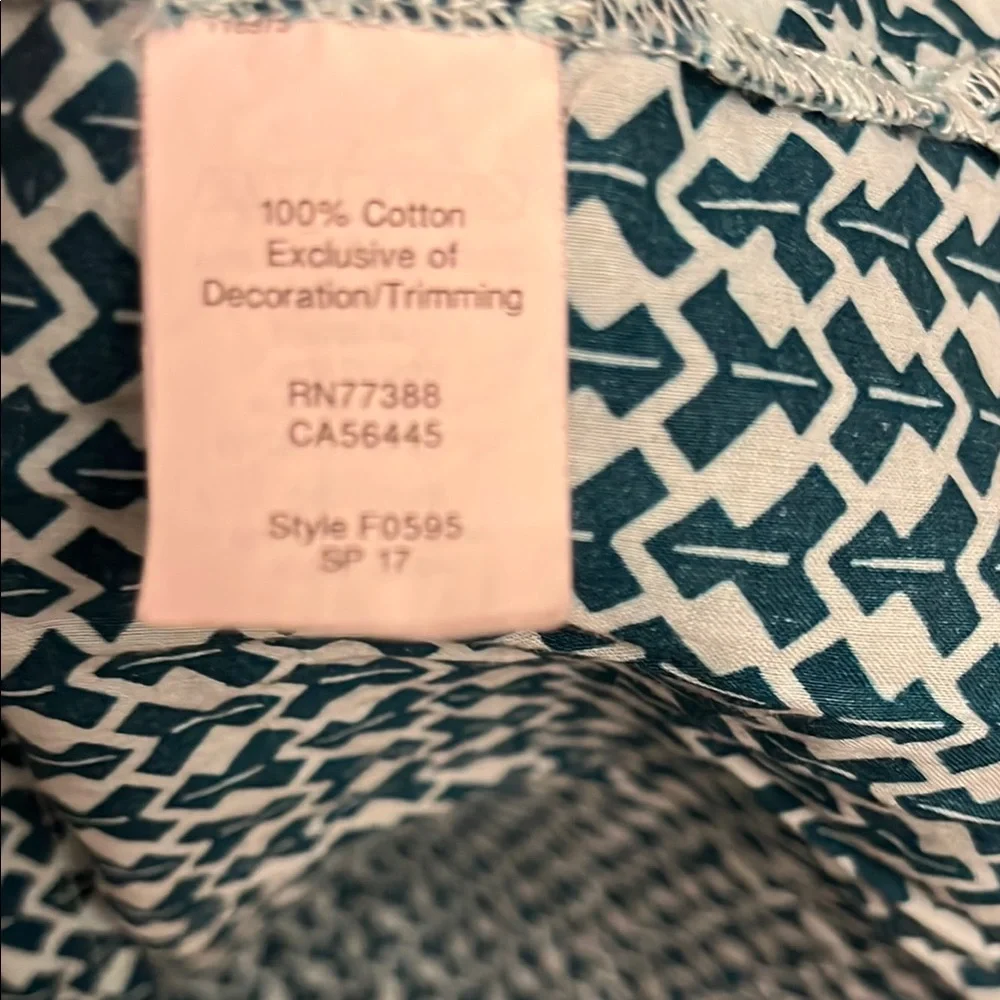 100% Cotton
Exclusive of
Decoration/Trimming
RN77388
CA56445
Style F0595
SP 17